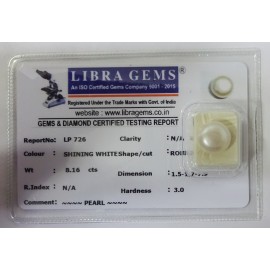 LIBRA GEMS
An ISO Certified Gems Company 9001 - 2015
Registered Under the Trade Marks with Govt. of India
website : www.libragems.co.in
GEMS & DIAMOND CERTIFIED TESTING REPORT
ReportNo: LP 726 Clarity N/A
Colour SHINING WHITE Shape/cut
Wt 8.16 cts Dimension
R.Index N/A Hardness 3.0
Comment PEARL